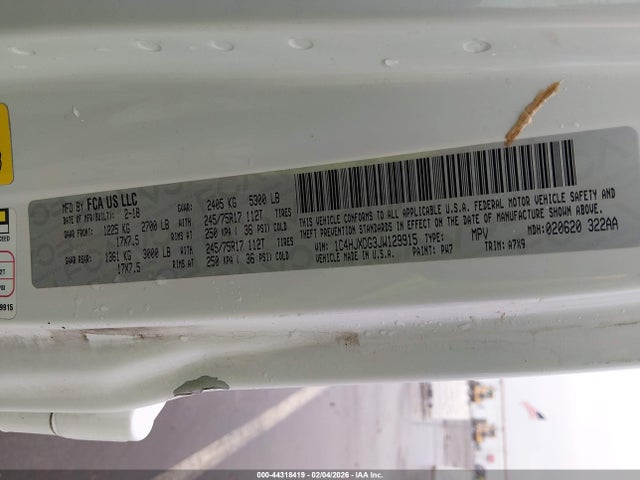 MFD BY FCA US LLC
DATE OF MFR(BUILT): 2-18
GVWR: 2405 KG 5300 LB
GAWR FRONT: 1225 KG 2700 LB WITH 245/75R17 112T TIRES
17X7.5 RIMS AT 250 KPA ( 36 PSI) COLD
GAWR REAR: 1361 KG 3000 LB WITH 245/75R17 112T TIRES
17X7.5 RIMS AT 250 KPA ( 36 PSI) COLD
THIS VEHICLE CONFORMS TO ALL APPLICABLE U.S.A. FEDERAL MOTOR VEHICLE SAFETY AND
THEFT PREVENTION STANDARDS IN EFFECT ON THE DATE OF MANUFACTURE SHOWN ABOVE.
VIN: 1C4HJXDG3JW129915 TYPE: MPV MDH: 020620 322AA
VEHICLE MADE IN U.S.A. PAINT: PW7 TRIM: A7X9
9915
000-44318419 - 02/04/2026 - IAA Inc.